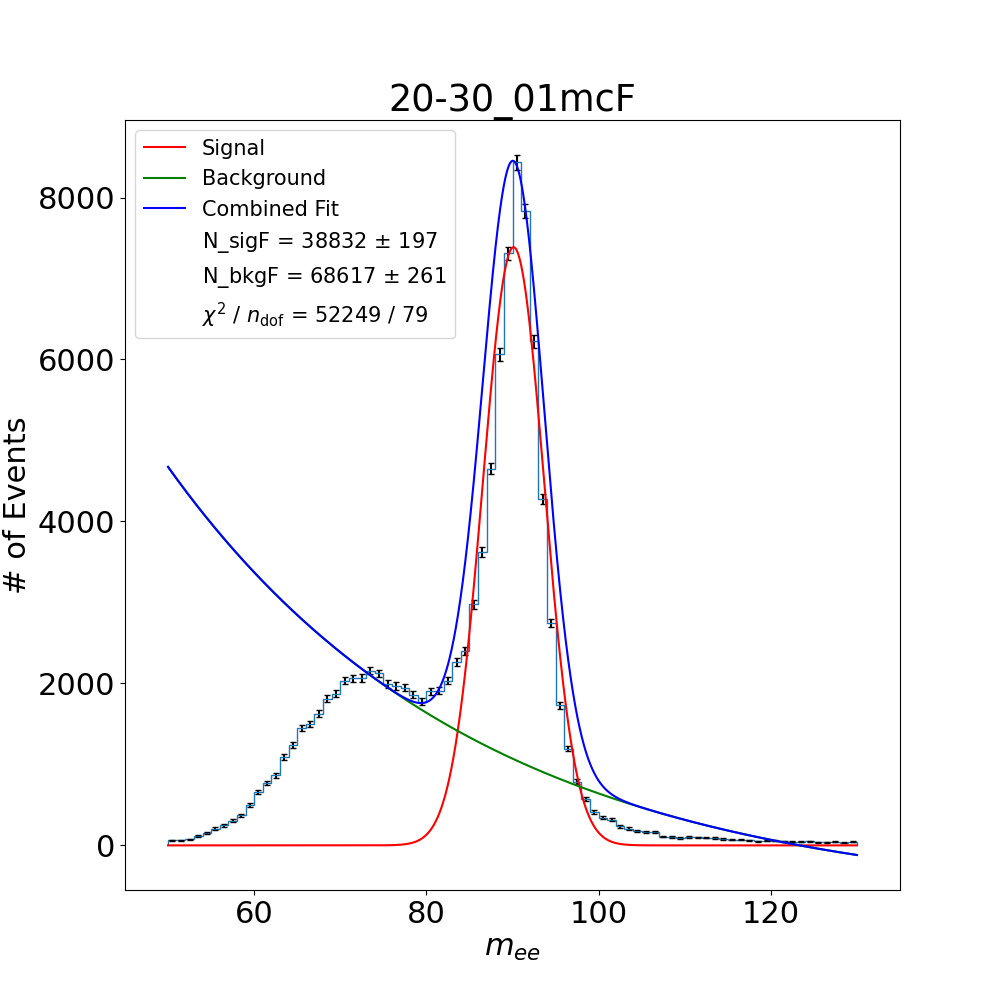 20-30_01mcF
Signal
Background
Combined Fit
N_sigF = 38832 ± 197
N_bkgF = 68617 ± 261
χ² / n_dof = 52249 / 79
# of Events
8000
6000
4000
2000
0
60 80 100 120
m_ee